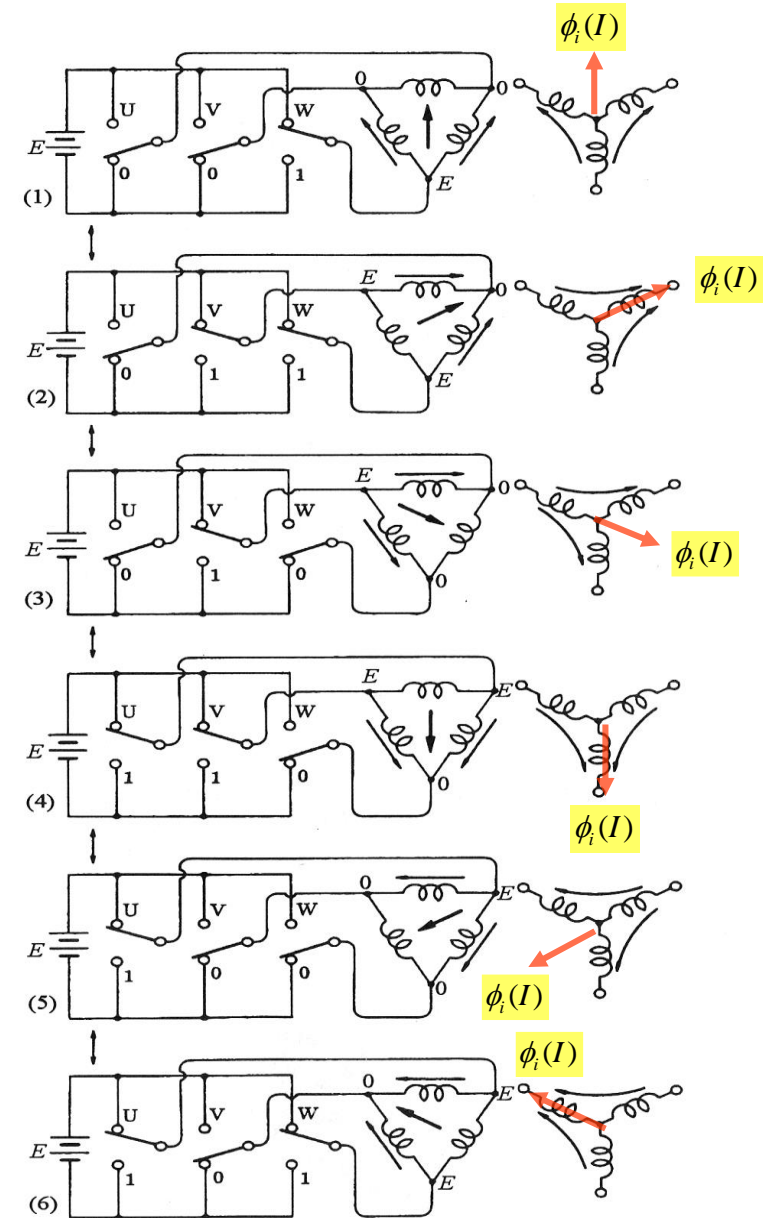 ϕᵢ(I)
U V W 0 0
E
0 0 1 E
(1)
U V W E 0 ϕᵢ(I)
E
0 1 1 E
(2)
U V W E 0
E
0 1 0 0 ϕᵢ(I)
(3)
U V W E E
E
1 1 0 0
(4)
ϕᵢ(I)
U V W 0 E
E
1 0 0 0
(5)
ϕᵢ(I)
ϕᵢ(I)
U V W 0 E
E
1 0 1 E
(6)